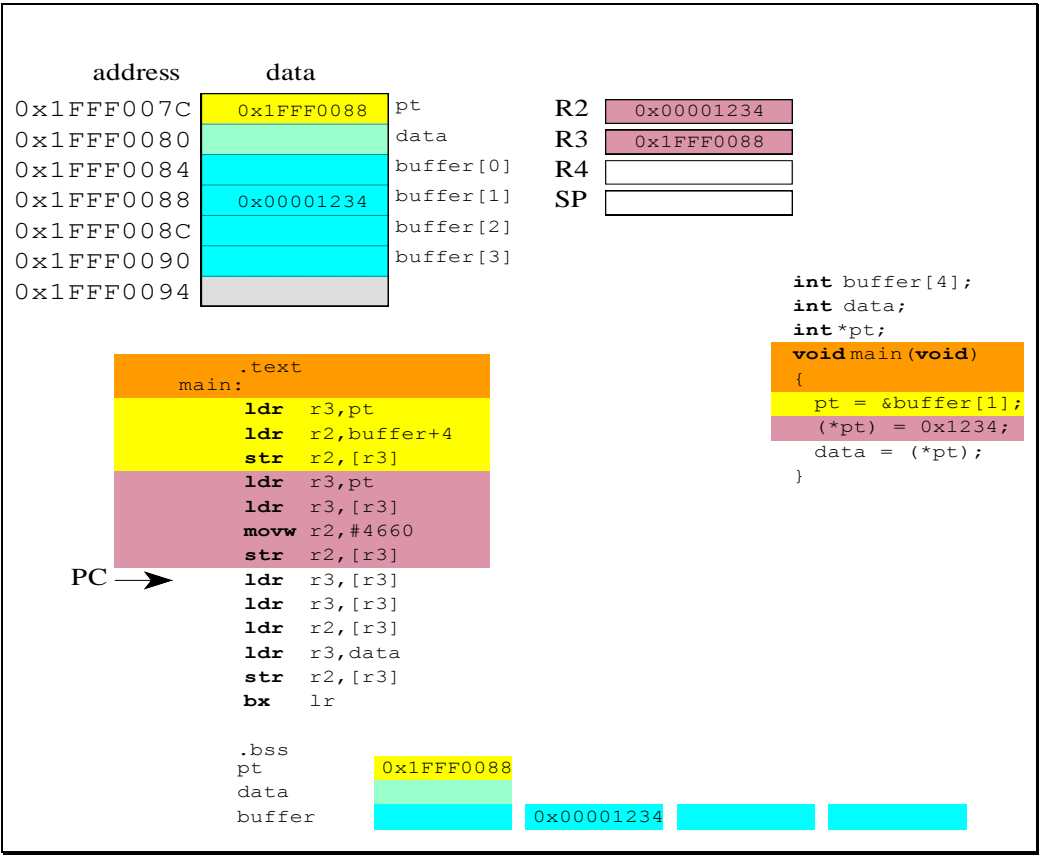 address data
0x1FFF007C 0x1FFF0088 pt
0x1FFF0080 data
0x1FFF0084 buffer[0]
0x1FFF0088 0x00001234 buffer[1]
0x1FFF008C buffer[2]
0x1FFF0090 buffer[3]
0x1FFF0094
R2 0x00001234
R3 0x1FFF0088
R4
SP
int buffer[4];
int data;
int *pt;
void main(void)
{
pt = &buffer[1];
(*pt) = 0x1234;
data = (*pt);
}
.text
main:
ldr r3,pt
ldr r2,buffer+4
str r2,[r3]
ldr r3,pt
ldr r3,[r3]
movw r2,#4660
str r2,[r3]
PC ldr r3,[r3]
ldr r3,[r3]
ldr r2,[r3]
ldr r3,data
str r2,[r3]
bx lr
.bss
pt 0x1FFF0088
data
buffer 0x00001234